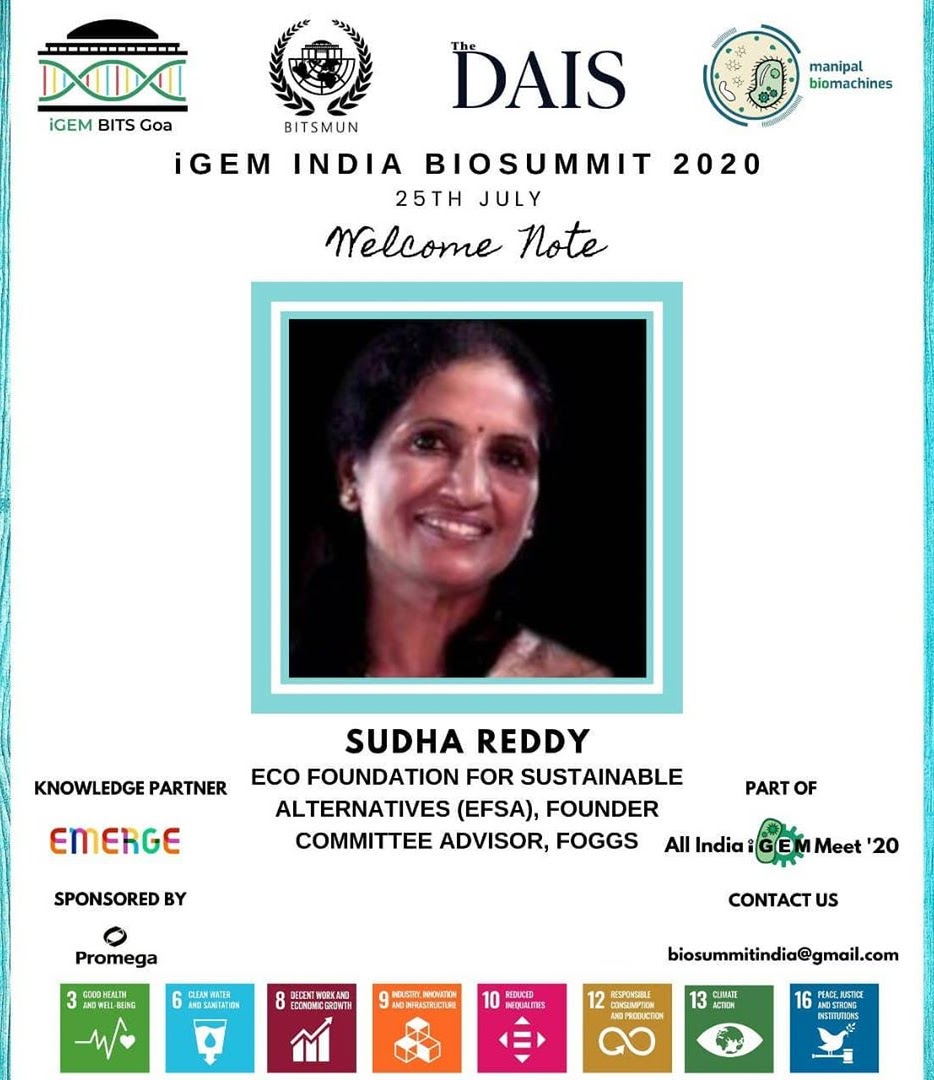 iGEM BITS Goa
BITSMUN
The DAIS
manipal
biomachines
iGEM INDIA BIOSUMMIT 2020
25TH JULY
Welcome Note
SUDHA REDDY
ECO FOUNDATION FOR SUSTAINABLE
ALTERNATIVES (EFSA), FOUNDER
COMMITTEE ADVISOR, FOGGS
KNOWLEDGE PARTNER
EMERGE
SPONSORED BY
Promega
PART OF
All India iGEM Meet '20
CONTACT US
biosummitindia@gmail.com
3 GOOD HEALTH
AND WELL-BEING
6 CLEAN WATER
AND SANITATION
8 DECENT WORK AND
ECONOMIC GROWTH
9 INDUSTRY, INNOVATION
AND INFRASTRUCTURE
10 REDUCED
INEQUALITIES
12 RESPONSIBLE
CONSUMPTION
AND PRODUCTION
13 CLIMATE
ACTION
16 PEACE, JUSTICE
AND STRONG
INSTITUTIONS